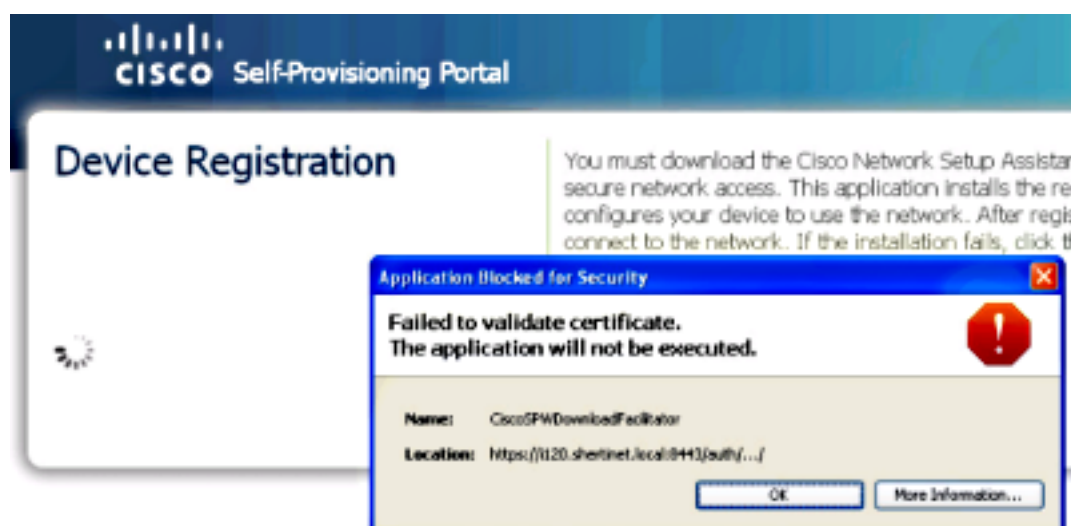 CISCO Self-Provisioning Portal
Device Registration
You must download the Cisco Network Setup Assistan
secure network access. This application installs the re
configures your device to use the network. After regis
connect to the network. If the installation fails, click th
Application Blocked for Security
Failed to validate certificate.
The application will not be executed.
Name: CiscoSPWDownloadFacilitator
Location: https://i120.shertinet.local:8443/auth/.../
OK More Information...